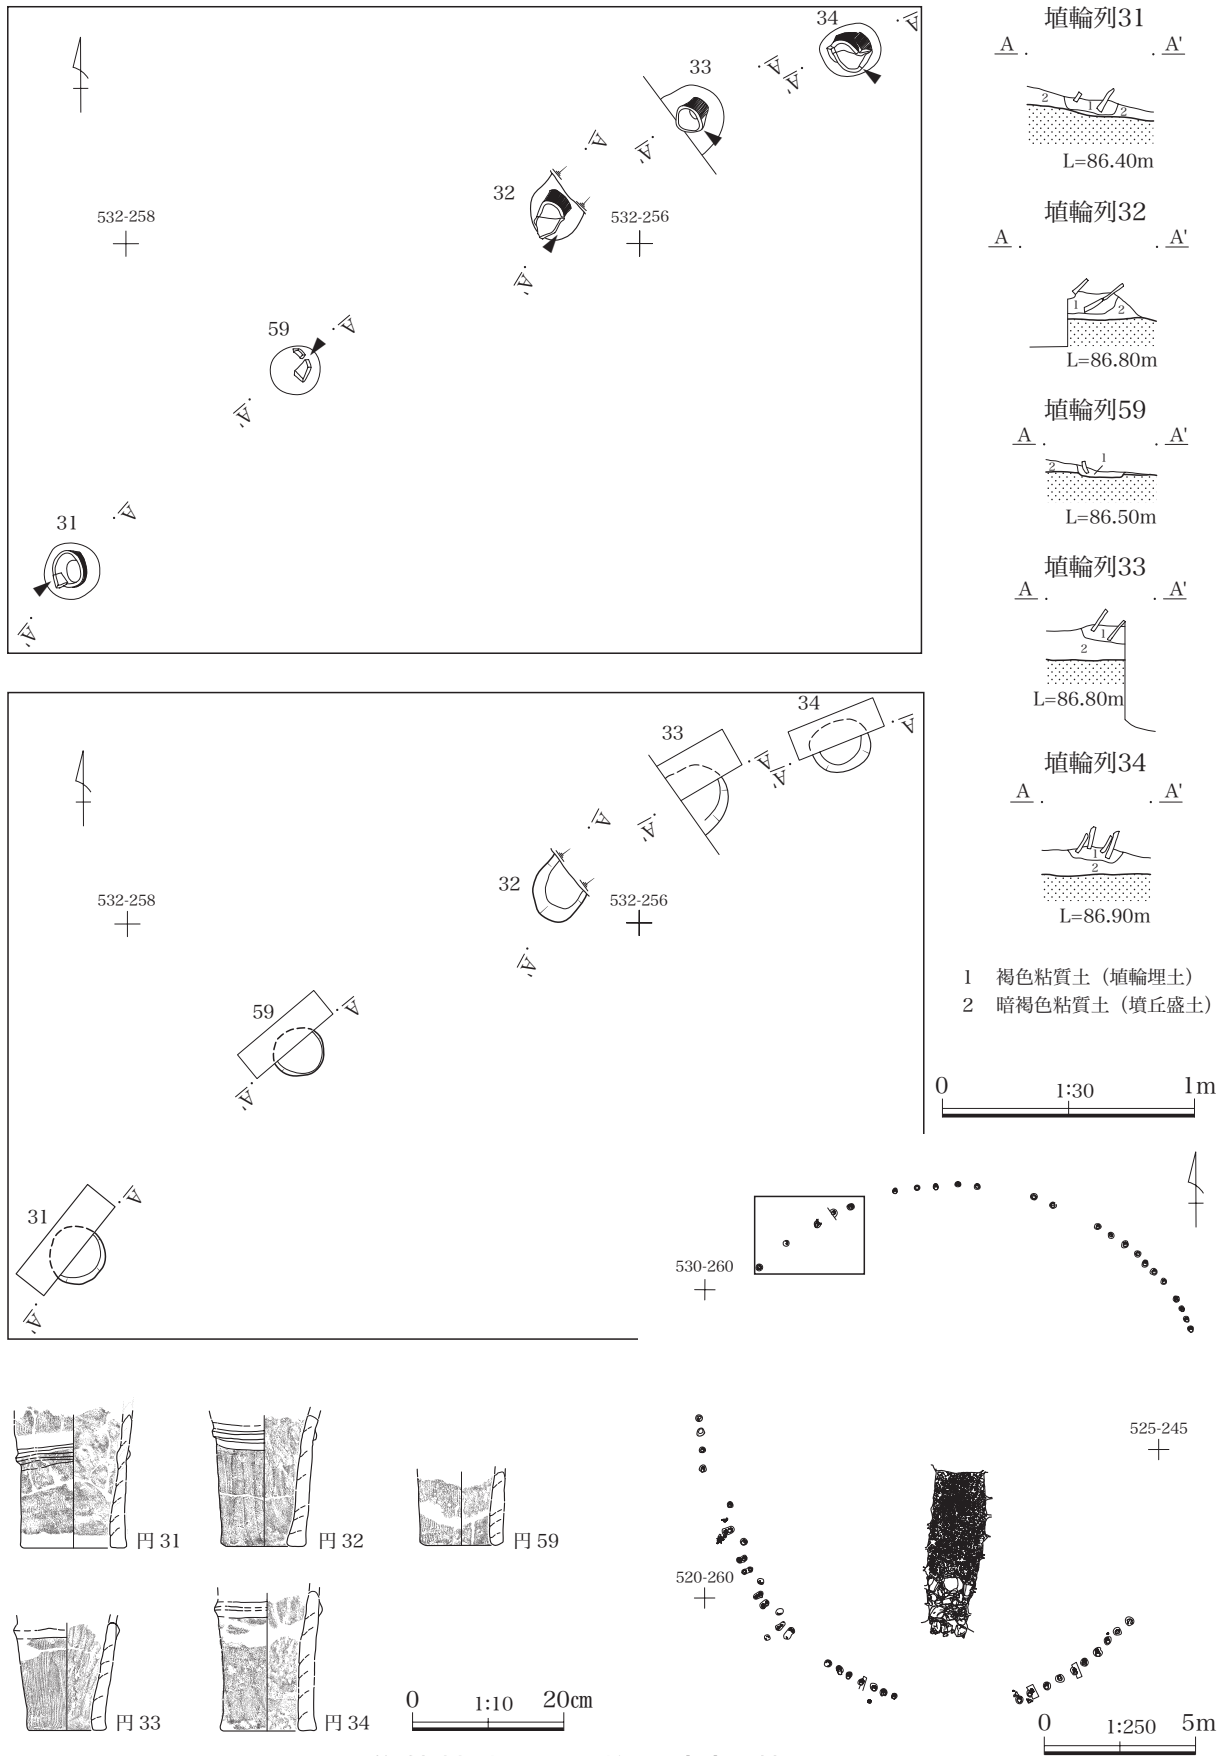 34
A
33
A
A'
A
A'
32
532-258
532-256
A'
59
A
A'
A
31
A'
埴輪列31
A A'
2 1 2
L=86.40m
埴輪列32
A A'
1 2
L=86.80m
埴輪列59
A A'
2 1
L=86.50m
埴輪列33
A A'
1
2
L=86.80m
埴輪列34
A A'
1
2
L=86.90m
1 褐色粘質土（埴輪埋土）
2 暗褐色粘質土（墳丘盛土）
0 1:30 1m
34
A
33
A
A'
A
A'
32
532-258
532-256
A'
59
A
A'
A
31
A'
530-260
525-245
520-260
0 1:250 5m
円 31
円 32
円 59
円 33
円 34
0 1:10 20cm